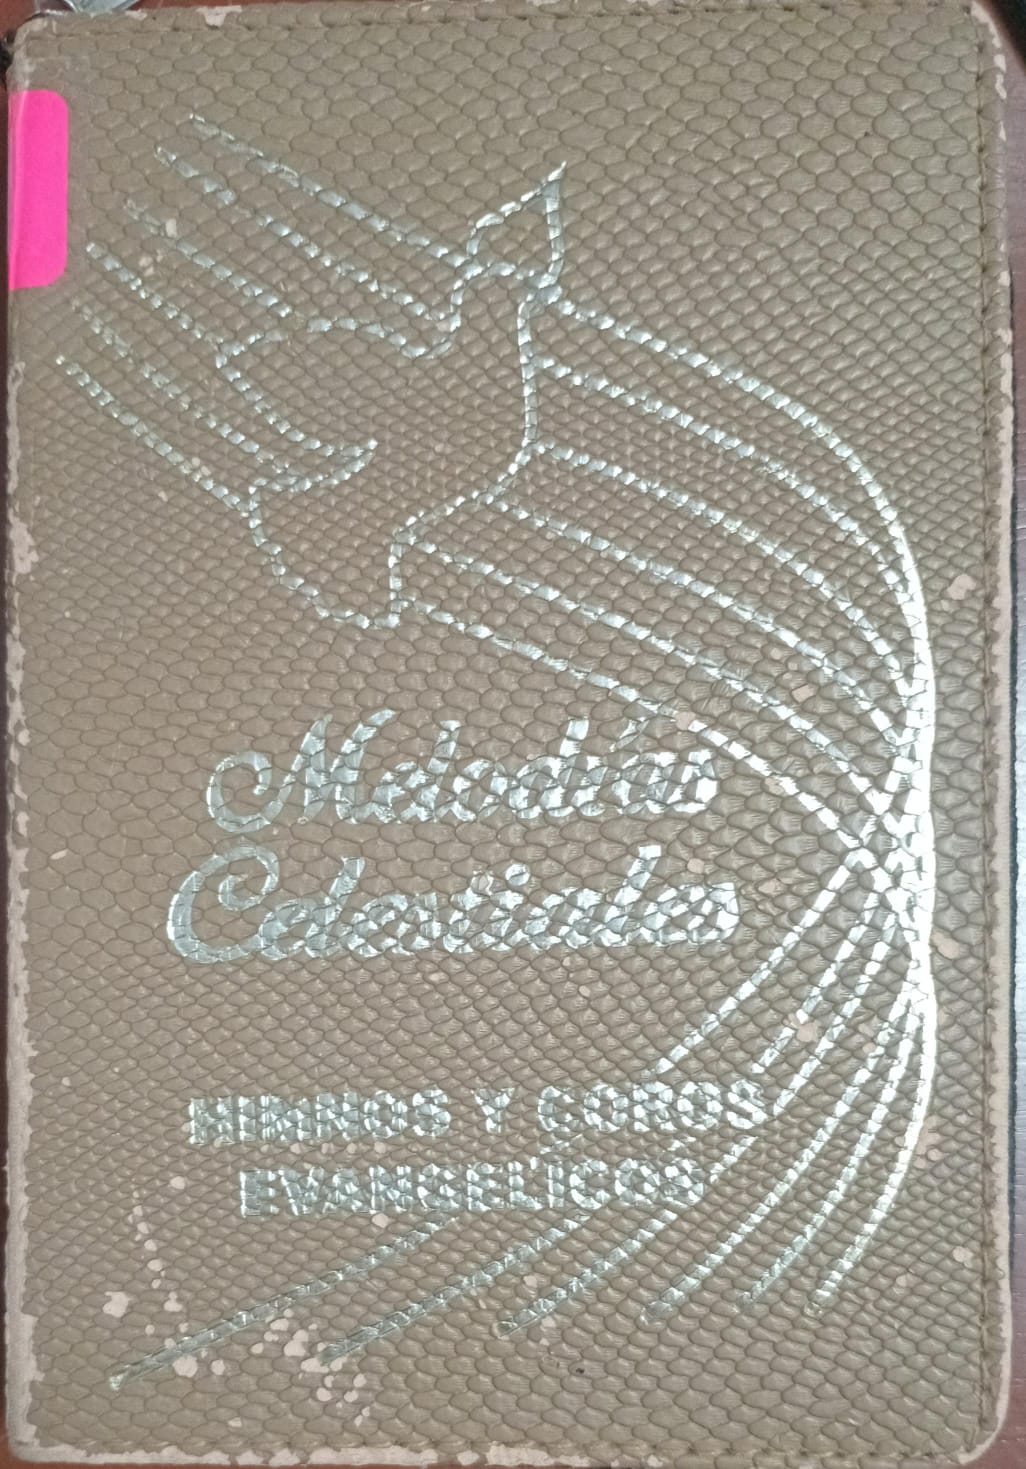 Melodías
Celestiales
HIMNOS Y COROS
EVANGELICOS